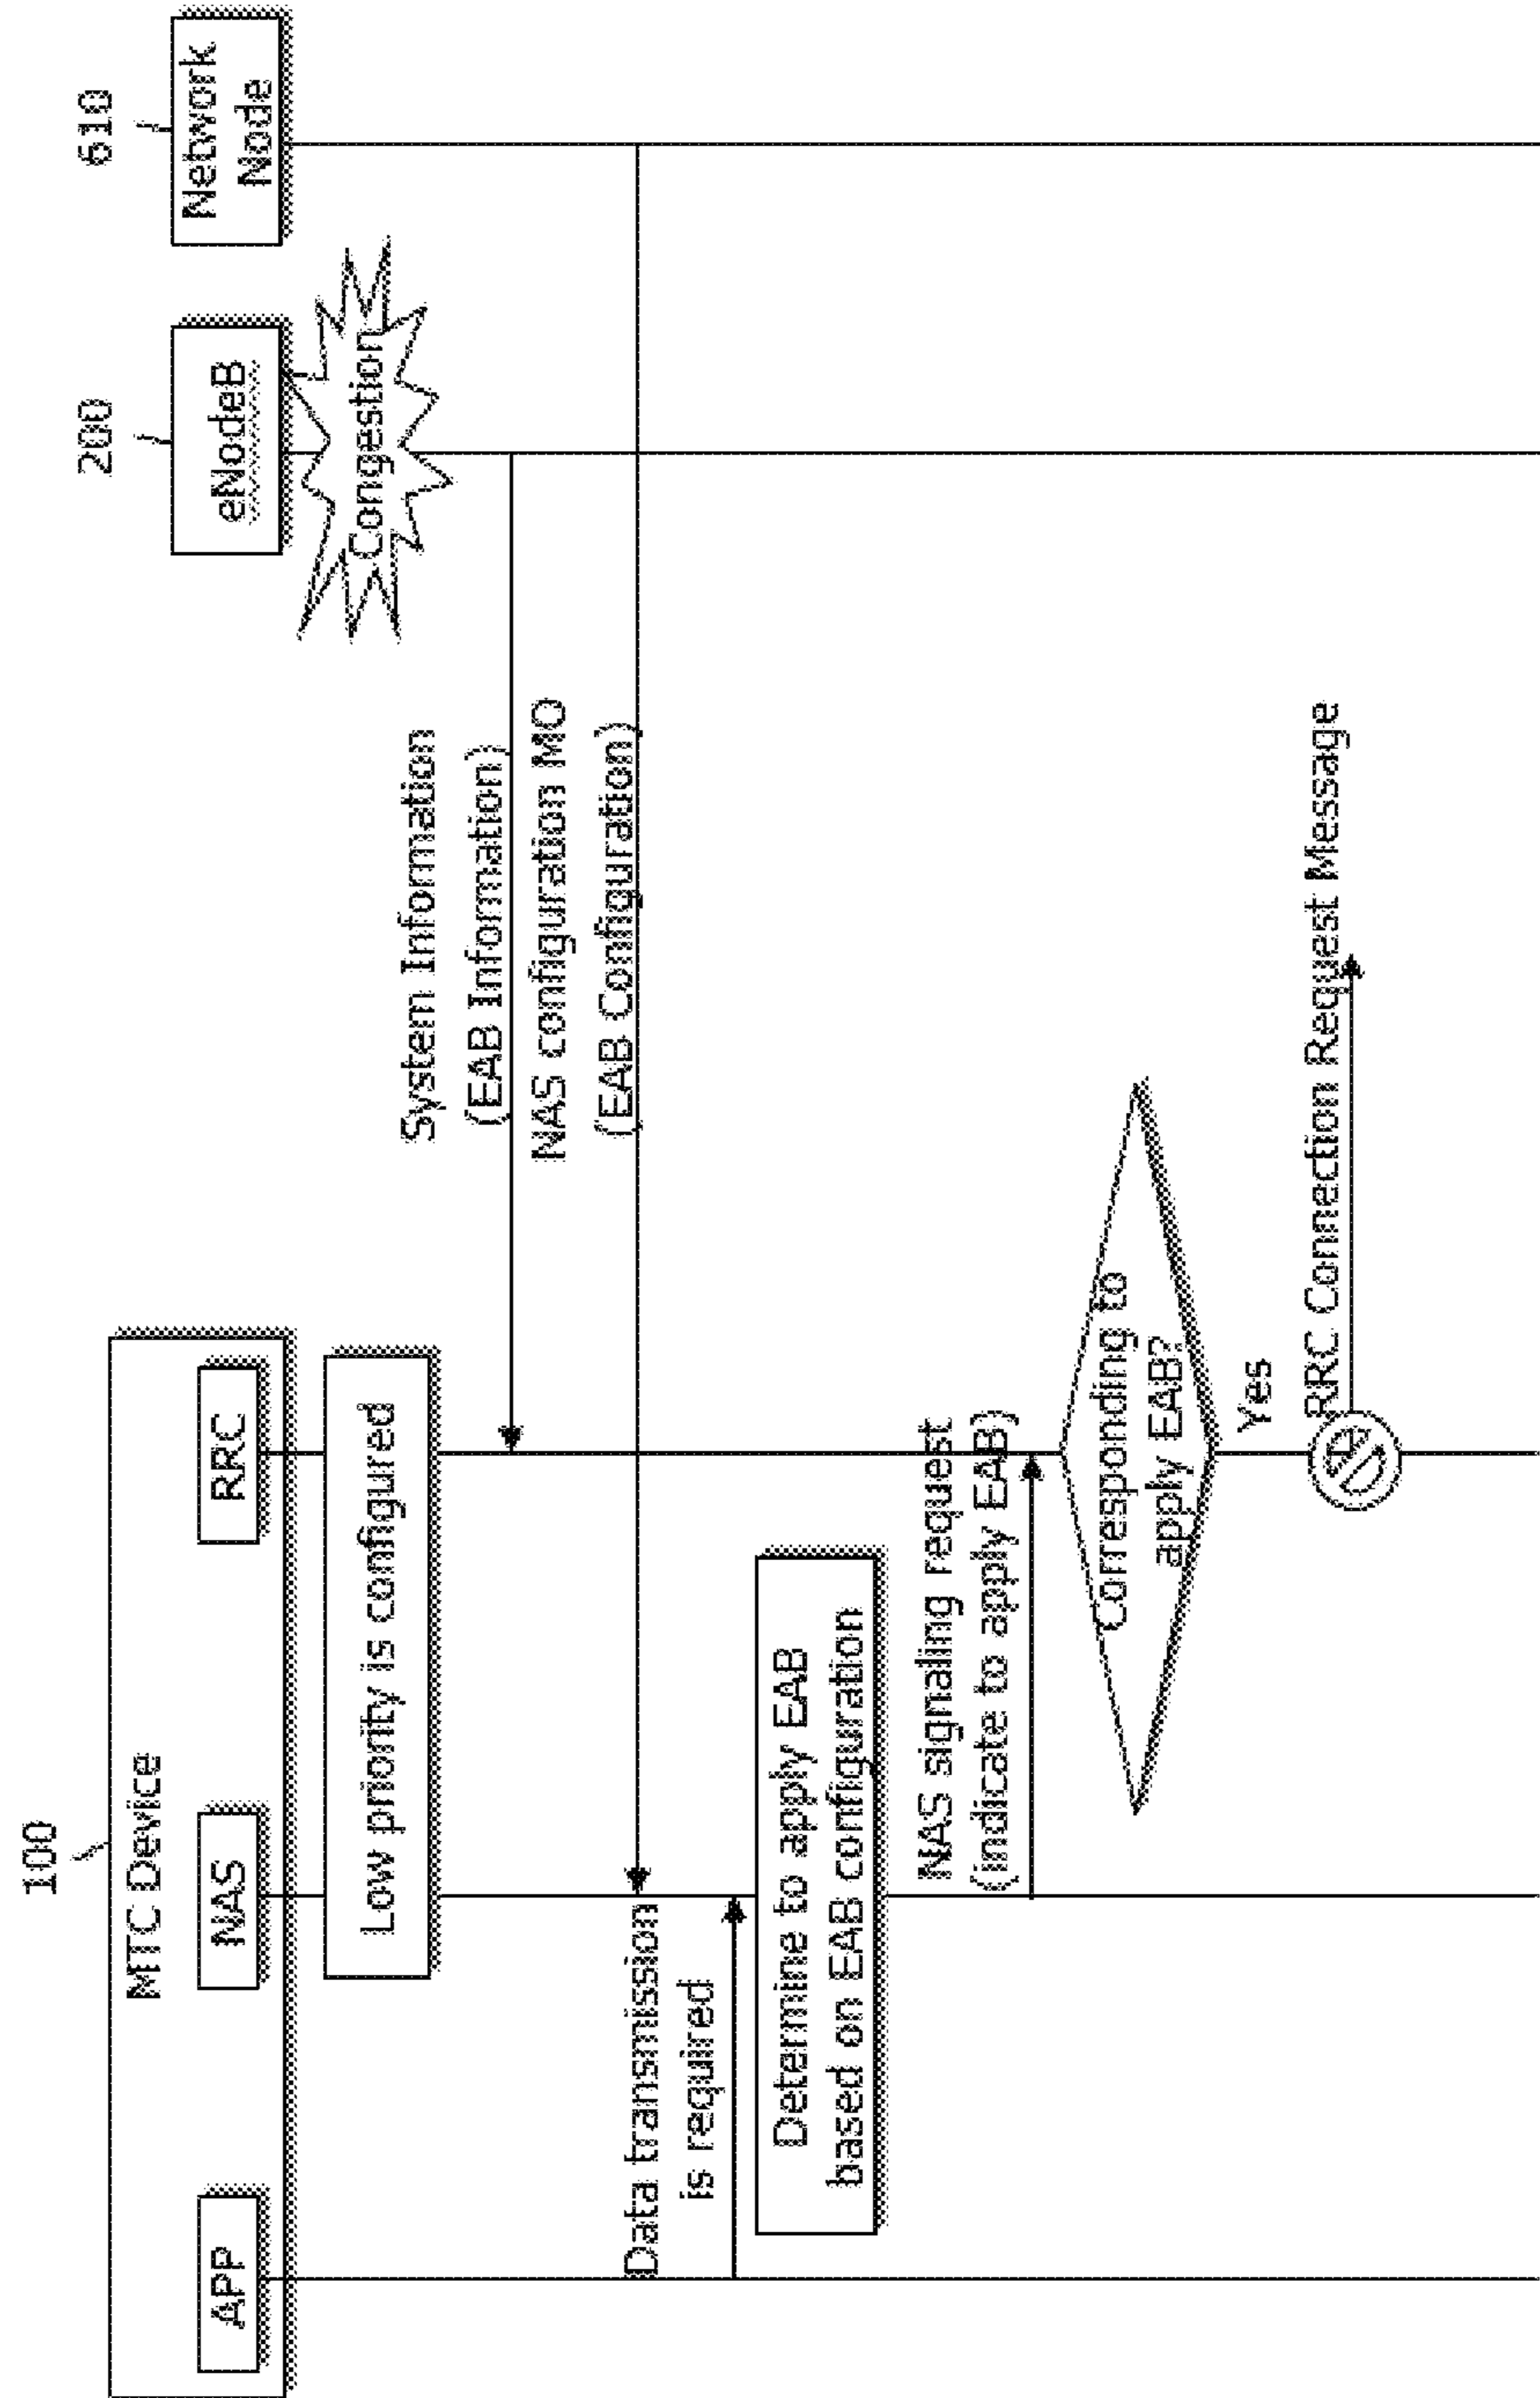 100
200
610
MTC Device
eNodeB
Network
Node
APP
NAS
RRC
Low priority is configured
Congestion
System Information
(EAB Information)
NAS configuration MO
(EAB Configuration)
Data transmission
is required
Determine to apply EAB
based on EAB configuration
NAS signaling request
(indicate to apply EAB)
Corresponding to
apply EAB?
Yes
RRC Connection Request Message